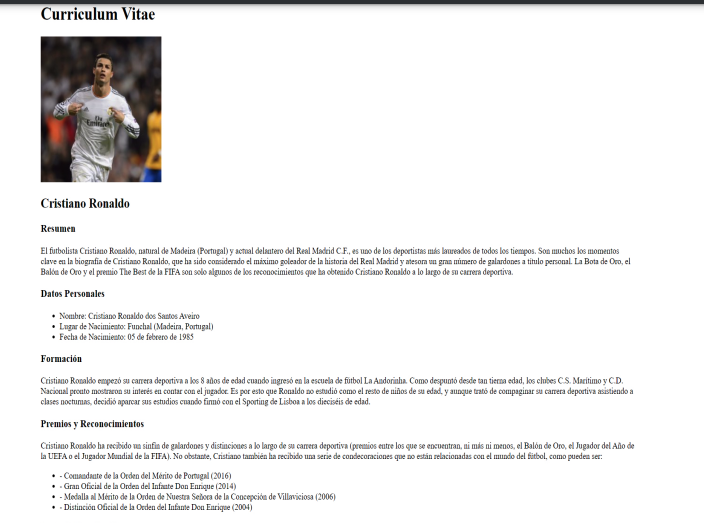 Curriculum Vitae
Fly
Emirates
Cristiano Ronaldo
Resumen
El futbolista Cristiano Ronaldo, natural de Madeira (Portugal) y actual delantero del Real Madrid C.F., es uno de los deportistas más laureados de todos los tiempos. Son muchos los momentos
clave en la biografía de Cristiano Ronaldo, que ha sido considerado el máximo goleador de la historia del Real Madrid y atesora un gran número de galardones a título personal. La Bota de Oro, el
Balón de Oro y el premio The Best de la FIFA son solo algunos de los reconocimientos que ha obtenido Cristiano Ronaldo a lo largo de su carrera deportiva.
Datos Personales
• Nombre: Cristiano Ronaldo dos Santos Aveiro
• Lugar de Nacimiento: Funchal (Madeira, Portugal)
• Fecha de Nacimiento: 05 de febrero de 1985
Formación
Cristiano Ronaldo empezó su carrera deportiva a los 8 años de edad cuando ingresó en la escuela de fútbol La Andorinha. Como despuntó desde tan tierna edad, los clubes C.S. Marítimo y C.D.
Nacional pronto mostraron su interés en contar con el jugador. Es por esto que Ronaldo no estudió como el resto de niños de su edad, y aunque trató de compaginar su carrera deportiva asistiendo a
clases nocturnas, decidió aparcar sus estudios cuando firmó con el Sporting de Lisboa a los dieciséis de edad.
Premios y Reconocimientos
Cristiano Ronaldo ha recibido un sinfín de galardones y distinciones a lo largo de su carrera deportiva (premios entre los que se encuentran, ni más ni menos, el Balón de Oro, el Jugador del Año de
la UEFA o el Jugador Mundial de la FIFA). No obstante, Cristiano también ha recibido una serie de condecoraciones que no están relacionadas con el mundo del fútbol, como pueden ser:
• - Comandante de la Orden del Mérito de Portugal (2016)
• - Gran Oficial de la Orden del Infante Don Enrique (2014)
• - Medalla al Mérito de la Orden de Nuestra Señora de la Concepción de Villaviciosa (2006)
• - Distinción Oficial de la Orden del Infante Don Enrique (2004)